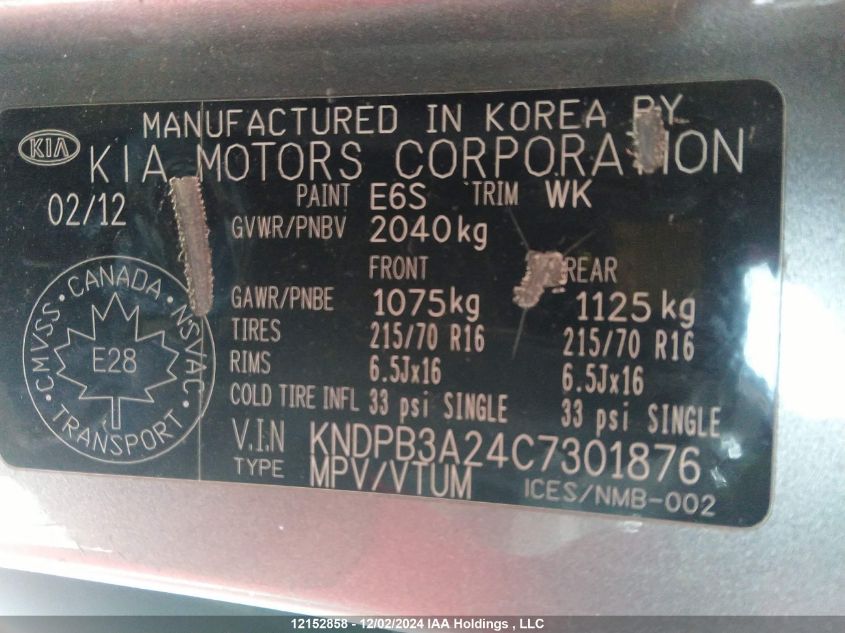 MANUFACTURED IN KOREA BY
KIA
KIA MOTORS CORPORATION
02/12
PAINT E6S TRIM WK
GVWR/PNBV 2040kg
FRONT REAR
GAWR/PNBE 1075kg 1125kg
TIRES 215/70 R16 215/70 R16
RIMS 6.5Jx16 6.5Jx16
COLD TIRE INFL 33 psi SINGLE 33 psi SINGLE
V.I.N KNDPB3A24C7301876
TYPE MPV/VTUM
ICES/NMB-002
CMVSS · CANADA · NSVAC · TRANSPORT ·
E28
12152858 - 12/02/2024 IAA Holdings , LLC